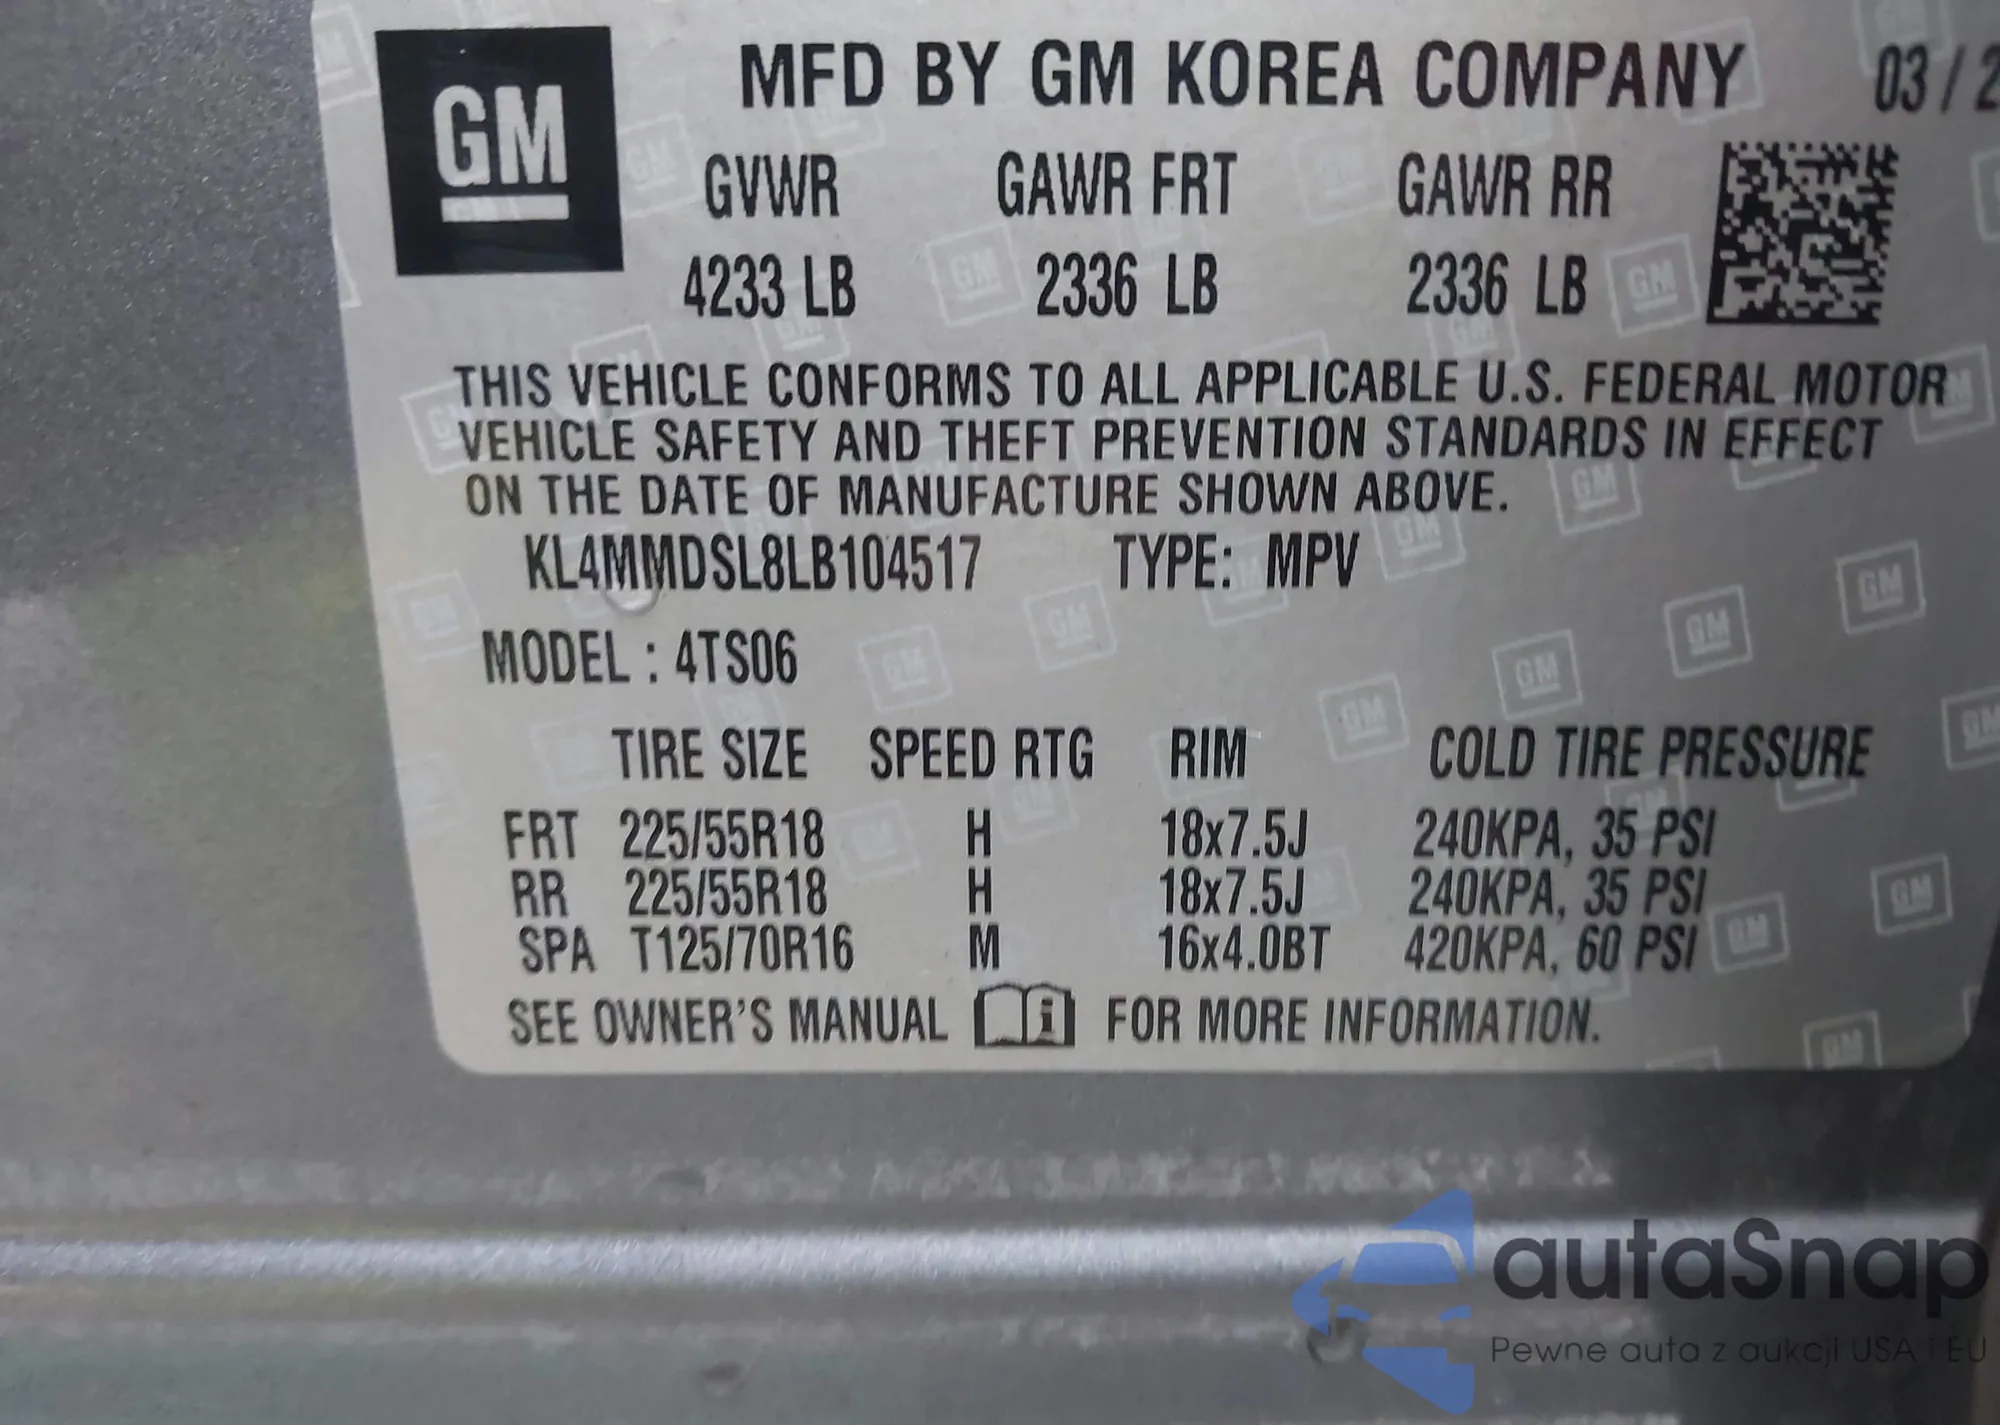 GM
MFD BY GM KOREA COMPANY 03 / 2
GVWR GAWR FRT GAWR RR
4233 LB 2336 LB 2336 LB
THIS VEHICLE CONFORMS TO ALL APPLICABLE U.S. FEDERAL MOTOR
VEHICLE SAFETY AND THEFT PREVENTION STANDARDS IN EFFECT
ON THE DATE OF MANUFACTURE SHOWN ABOVE.
KL4MMDSL8LB104517 TYPE: MPV
MODEL : 4TS06
TIRE SIZE SPEED RTG RIM COLD TIRE PRESSURE
FRT 225/55R18 H 18x7.5J 240KPA, 35 PSI
RR 225/55R18 H 18x7.5J 240KPA, 35 PSI
SPA T125/70R16 M 16x4.0BT 420KPA, 60 PSI
SEE OWNER'S MANUAL i FOR MORE INFORMATION.
autaSnap
Pewne auta z aukcji USA i EU